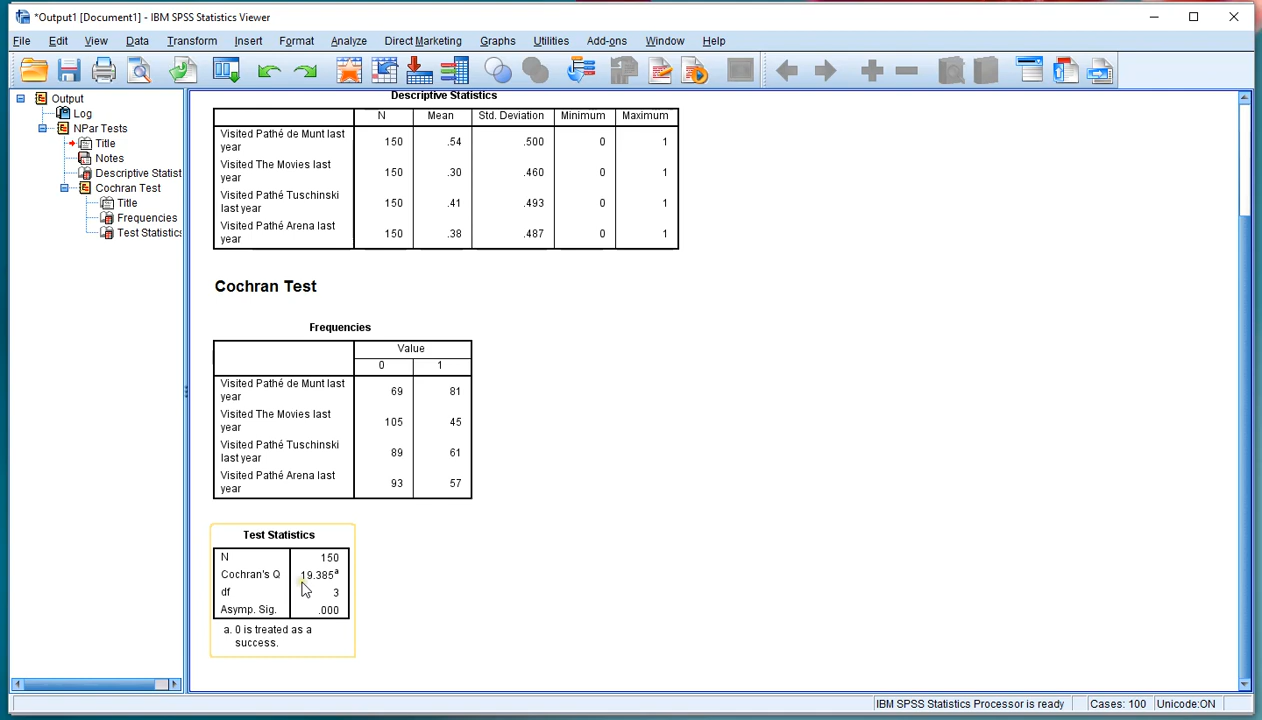 *Output1 [Document1] - IBM SPSS Statistics Viewer
File Edit View Data Transform Insert Format Analyze Direct Marketing Graphs Utilities Add-ons Window Help
Output
Log
NPar Tests
Title
Notes
Descriptive Statist
Cochran Test
Title
Frequencies
Test Statistics
Descriptive Statistics
N Mean Std. Deviation Minimum Maximum
Visited Pathé de Munt last
year 150 .54 .500 0 1
Visited The Movies last
year 150 .30 .460 0 1
Visited Pathé Tuschinski
last year 150 .41 .493 0 1
Visited Pathé Arena last
year 150 .38 .487 0 1
Cochran Test
Frequencies
Value
0 1
Visited Pathé de Munt last
year 69 81
Visited The Movies last
year 105 45
Visited Pathé Tuschinski
last year 89 61
Visited Pathé Arena last
year 93 57
Test Statistics
N 150
Cochran's Q 19.385ª
df 3
Asymp. Sig. .000
a. 0 is treated as a
success.
IBM SPSS Statistics Processor is ready Cases: 100 Unicode:ON